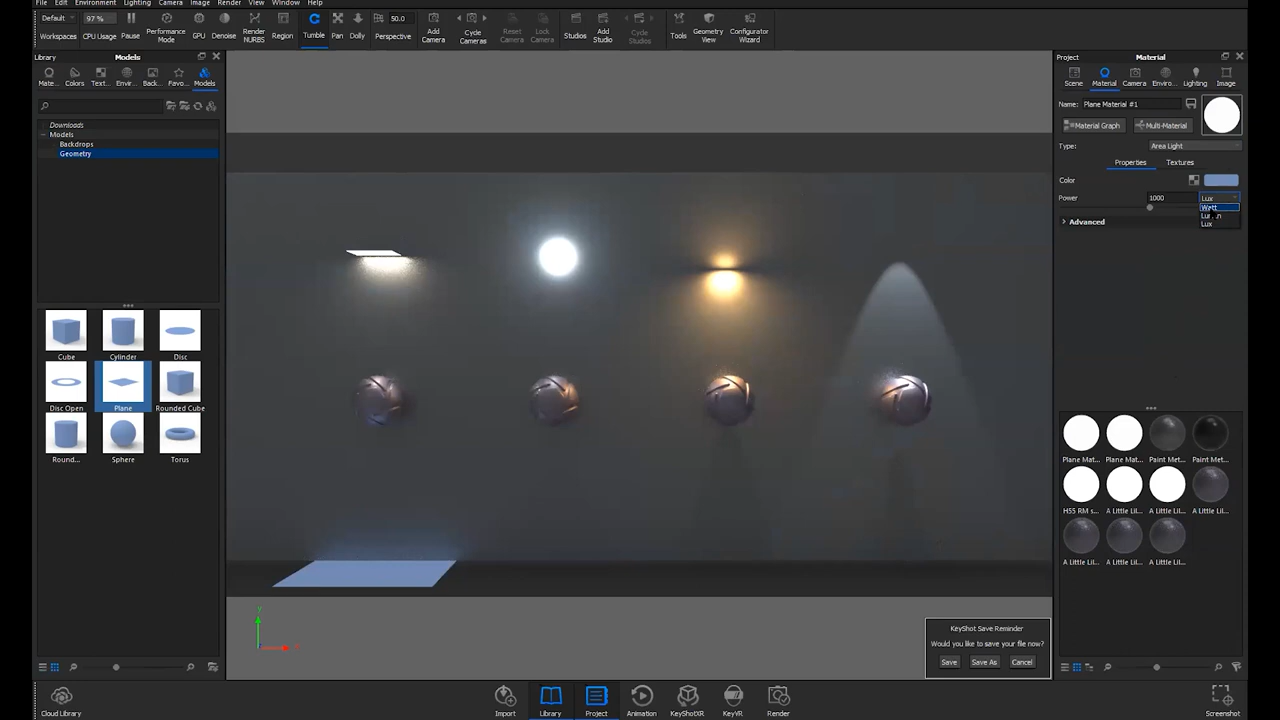 File Edit Environment Lighting Camera Image Render View Window Help
Default 97 % 50.0
Workspaces CPU Usage Pause Performance Mode GPU Denoise Render NURBS Region Tumble Pan Dolly Perspective Add Camera Cycle Cameras Reset Camera Lock Camera Studios Add Studio Cycle Studios Tools Geometry View Configurator Wizard
Library Models
Mate... Colors Text... Envir... Back... Favo... Models
Downloads
Models
Backdrops
Geometry
Cube Cylinder Disc
Disc Open Plane Rounded Cube
Round... Sphere Torus
Cloud Library
Y
KeyShot Save Reminder
Would you like to save your file now?
Save Save As Cancel
Import Library Project Animation KeyShotXR KeyVR Render
Project Material
Scene Material Camera Enviro... Lighting Image
Name: Plane Material #1
Material Graph Multi-Material
Type: Area Light
Properties Textures
Color
Power 1000 Lux
Watt
Lux
Advanced
Plane Mat... Plane Mat... Paint Met... Paint Met...
H55 RM s... A Little Lil... A Little Lil... A Little Lil...
A Little Lil... A Little Lil... A Little Lil...
Screenshot